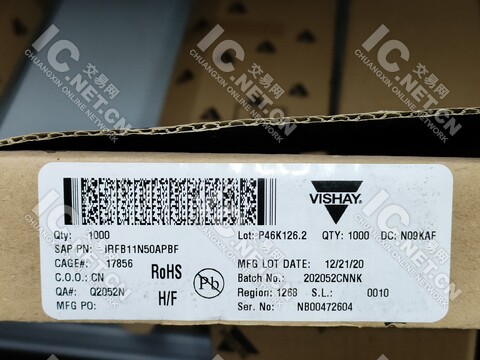 VISHAY
Qty: 1000
Lot: P46K126.2 QTY: 1000 DC: N09KAF
SAP PN: IRFB11N50APBF
CAGE#: 17856
MFG LOT DATE: 12/21/20
C.O.O.: CN
RoHS
Pb
Batch No.: 202052CNNK
QA#: Q2052N
H/F
Region: 1268 S.L.: 0010
MFG PO:
Ser. No: NB00472604
IC.交易网
IC.NET.CN
CHUANGXIN ONLINE NETWORK